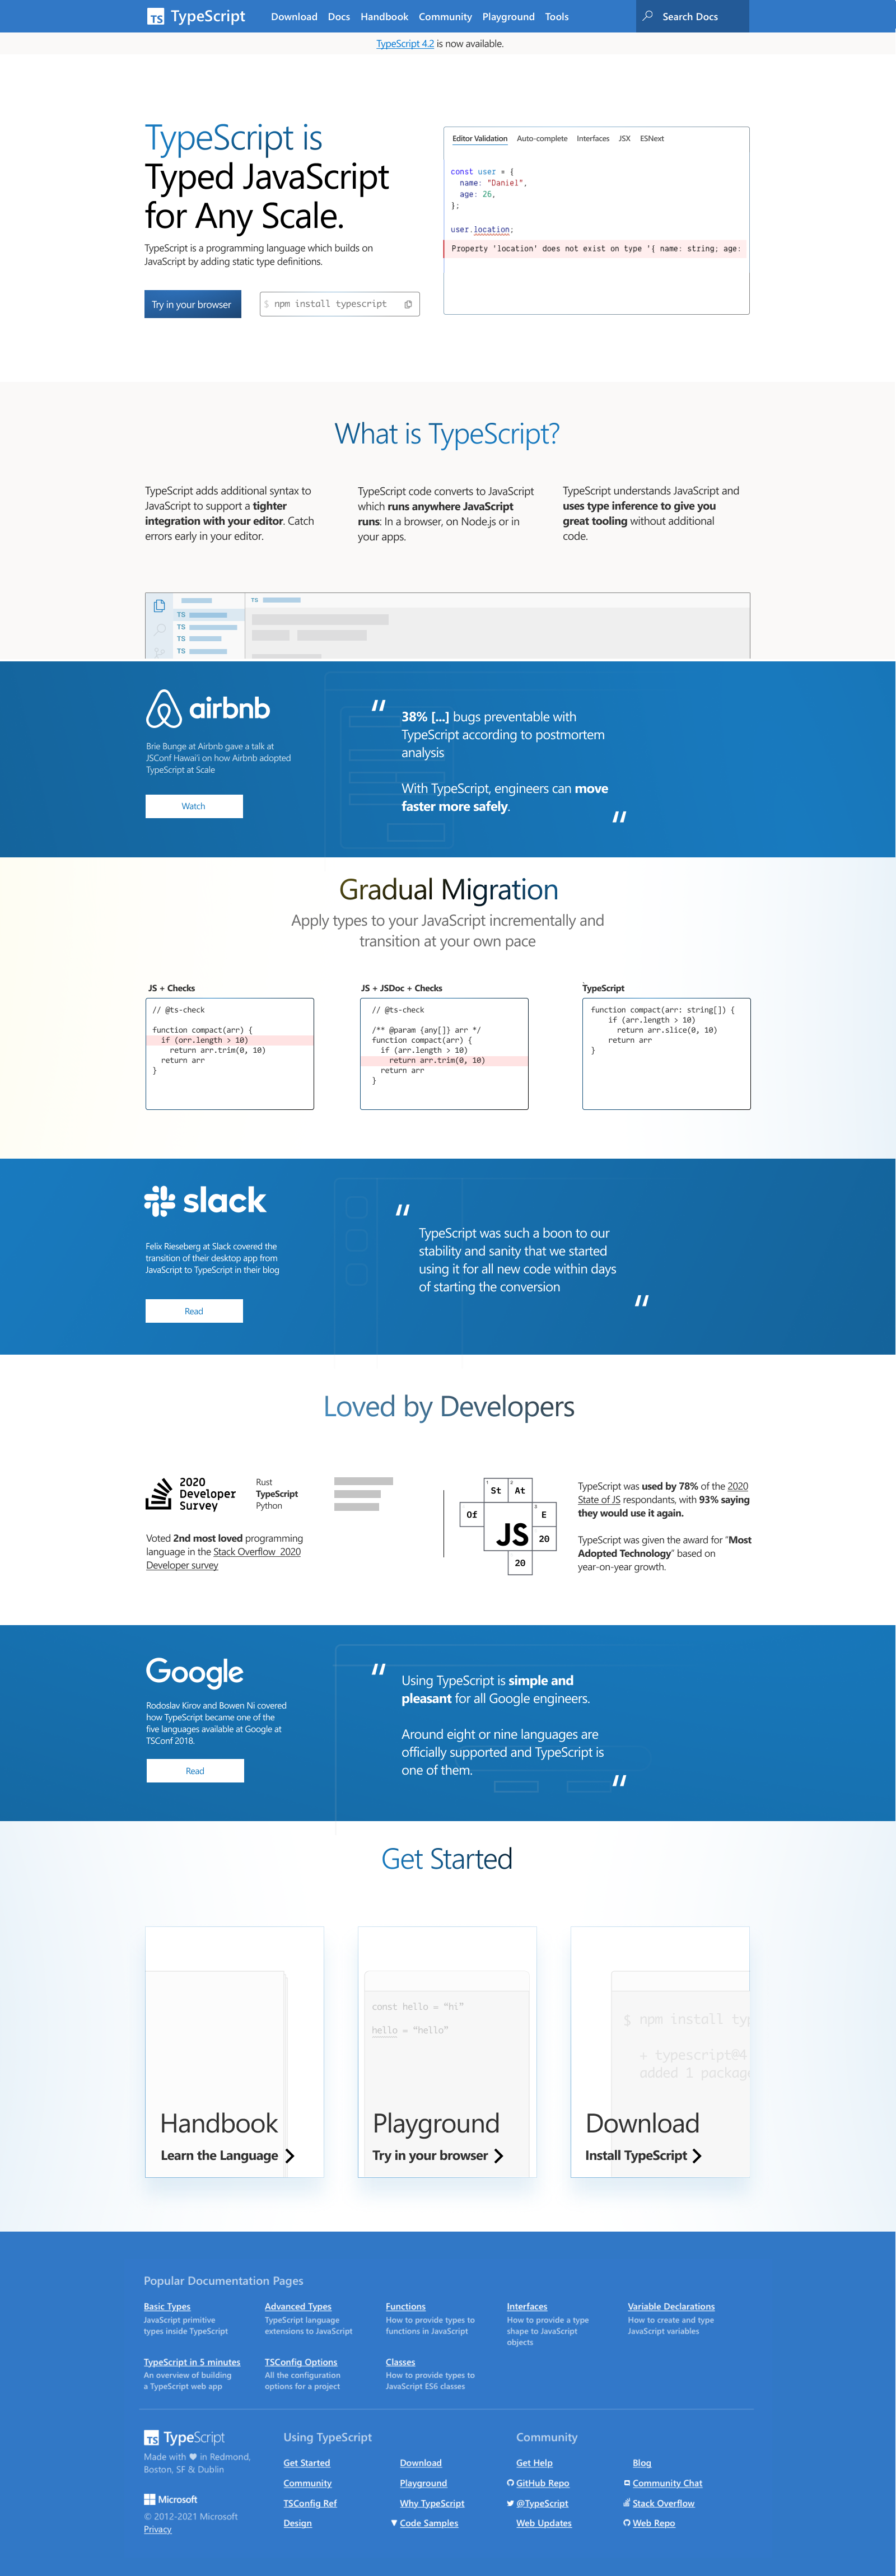 TS TypeScript Download Docs Handbook Community Playground Tools Search Docs
TypeScript 4.2 is now available.
TypeScript is
Typed JavaScript
for Any Scale.
TypeScript is a programming language which builds on
JavaScript by adding static type definitions.
Try in your browser
$ npm install typescript
Editor Validation Auto-complete Interfaces JSX ESNext
const user = {
name: "Daniel",
age: 26,
};
user.location;
Property 'location' does not exist on type '{ name: string; age:
What is TypeScript?
TypeScript adds additional syntax to
JavaScript to support a tighter
integration with your editor. Catch
errors early in your editor.
TypeScript code converts to JavaScript
which runs anywhere JavaScript
runs: In a browser, on Node.js or in
your apps.
TypeScript understands JavaScript and
uses type inference to give you
great tooling without additional
code.
TS
TS
TS
TS
TS
airbnb
Brie Bunge at Airbnb gave a talk at
JSConf Hawai'i on how Airbnb adopted
TypeScript at Scale
Watch
"
38% [...] bugs preventable with
TypeScript according to postmortem
analysis
With TypeScript, engineers can move
faster more safely.
"
Gradual Migration
Apply types to your JavaScript incrementally and
transition at your own pace
JS + Checks
// @ts-check
function compact(arr) {
if (orr.length > 10)
return arr.trim(0, 10)
return arr
}
JS + JSDoc + Checks
// @ts-check
/** @param {any[]} arr */
function compact(arr) {
if (arr.length > 10)
return arr.trim(0, 10)
return arr
}
TypeScript
function compact(arr: string[]) {
if (arr.length > 10)
return arr.slice(0, 10)
return arr
}
slack
Felix Rieseberg at Slack covered the
transition of their desktop app from
JavaScript to TypeScript in their blog
Read
"
TypeScript was such a boon to our
stability and sanity that we started
using it for all new code within days
of starting the conversion
"
Loved by Developers
2020
Developer
Survey
Rust
TypeScript
Python
Voted 2nd most loved programming
language in the Stack Overflow 2020
Developer survey
1 St 2 At
Of JS 3 E
20
20
TypeScript was used by 78% of the 2020
State of JS respondants, with 93% saying
they would use it again.
TypeScript was given the award for “Most
Adopted Technology” based on
year-on-year growth.
Google
Rodoslav Kirov and Bowen Ni covered
how TypeScript became one of the
five languages available at Google at
TSConf 2018.
Read
"
Using TypeScript is simple and
pleasant for all Google engineers.
Around eight or nine languages are
officially supported and TypeScript is
one of them.
"
Get Started
Handbook
Learn the Language
const hello = “hi”
hello = “hello”
Playground
Try in your browser
$ npm install typ
+ typescript@4
added 1 packag
Download
Install TypeScript
Popular Documentation Pages
Basic Types
JavaScript primitive
types inside TypeScript
Advanced Types
TypeScript language
extensions to JavaScript
Functions
How to provide types to
functions in JavaScript
Interfaces
How to provide a type
shape to JavaScript
objects
Variable Declarations
How to create and type
JavaScript variables
TypeScript in 5 minutes
An overview of building
a TypeScript web app
TSConfig Options
All the configuration
options for a project
Classes
How to provide types to
JavaScript ES6 classes
TS TypeScript
Made with ♥ in Redmond,
Boston, SF & Dublin
Microsoft
© 2012-2021 Microsoft
Privacy
Using TypeScript
Get Started
Community
TSConfig Ref
Design
Download
Playground
Why TypeScript
Code Samples
Community
Get Help
GitHub Repo
@TypeScript
Web Updates
Blog
Community Chat
Stack Overflow
Web Repo